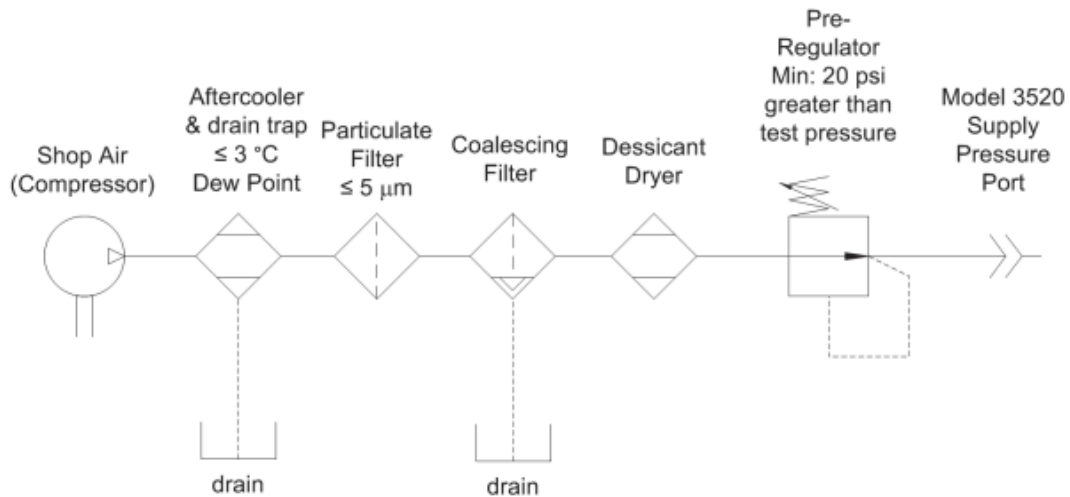 Shop Air
(Compressor)
Aftercooler
& drain trap
≤ 3 °C
Dew Point
Particulate
Filter
≤ 5 μm
Coalescing
Filter
Dessicant
Dryer
Pre-
Regulator
Min: 20 psi
greater than
test pressure
Model 3520
Supply
Pressure
Port
drain
drain